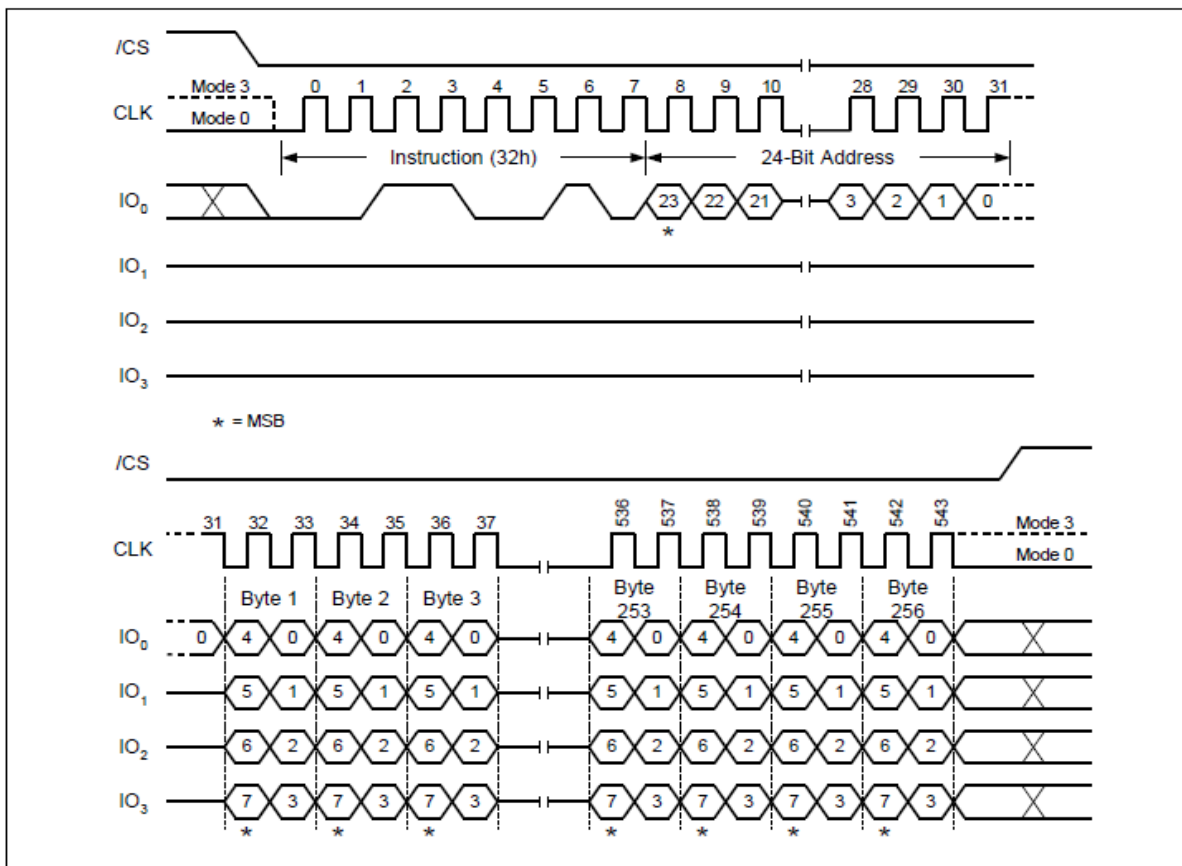 /CS
Mode 3 0 1 2 3 4 5 6 7 8 9 10 28 29 30 31
CLK
Mode 0
Instruction (32h) 24-Bit Address
IO0 23 22 21 3 2 1 0
*
IO1
IO2
IO3
* = MSB
/CS
31 32 33 34 35 36 37 536 537 538 539 540 541 542 543 Mode 3
CLK
Mode 0
Byte 1 Byte 2 Byte 3 Byte 253 Byte 254 Byte 255 Byte 256
IO0 0 4 0 4 0 4 0 4 0 4 0 4 0 4 0
IO1 5 1 5 1 5 1 5 1 5 1 5 1 5 1
IO2 6 2 6 2 6 2 6 2 6 2 6 2 6 2
IO3 7 3 7 3 7 3 7 3 7 3 7 3 7 3
* * * * * * *